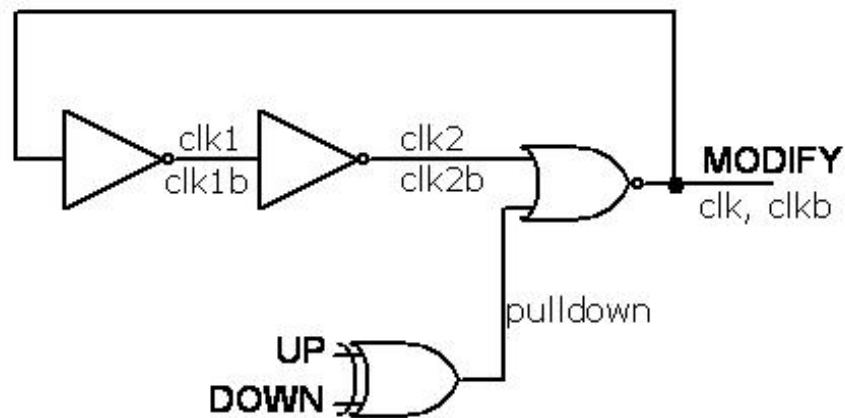 clk1
clk1b
clk2
clk2b
MODIFY
clk, clkb
pulldown
UP
DOWN